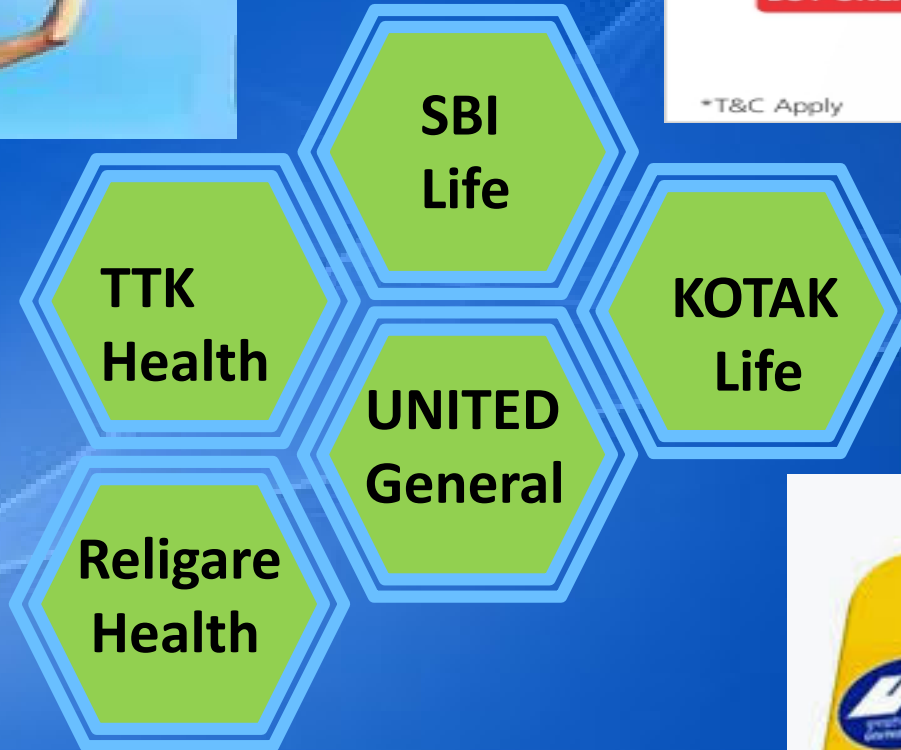 SBI
Life
*T&C Apply
TTK
Health
KOTAK
Life
UNITED
General
Religare
Health